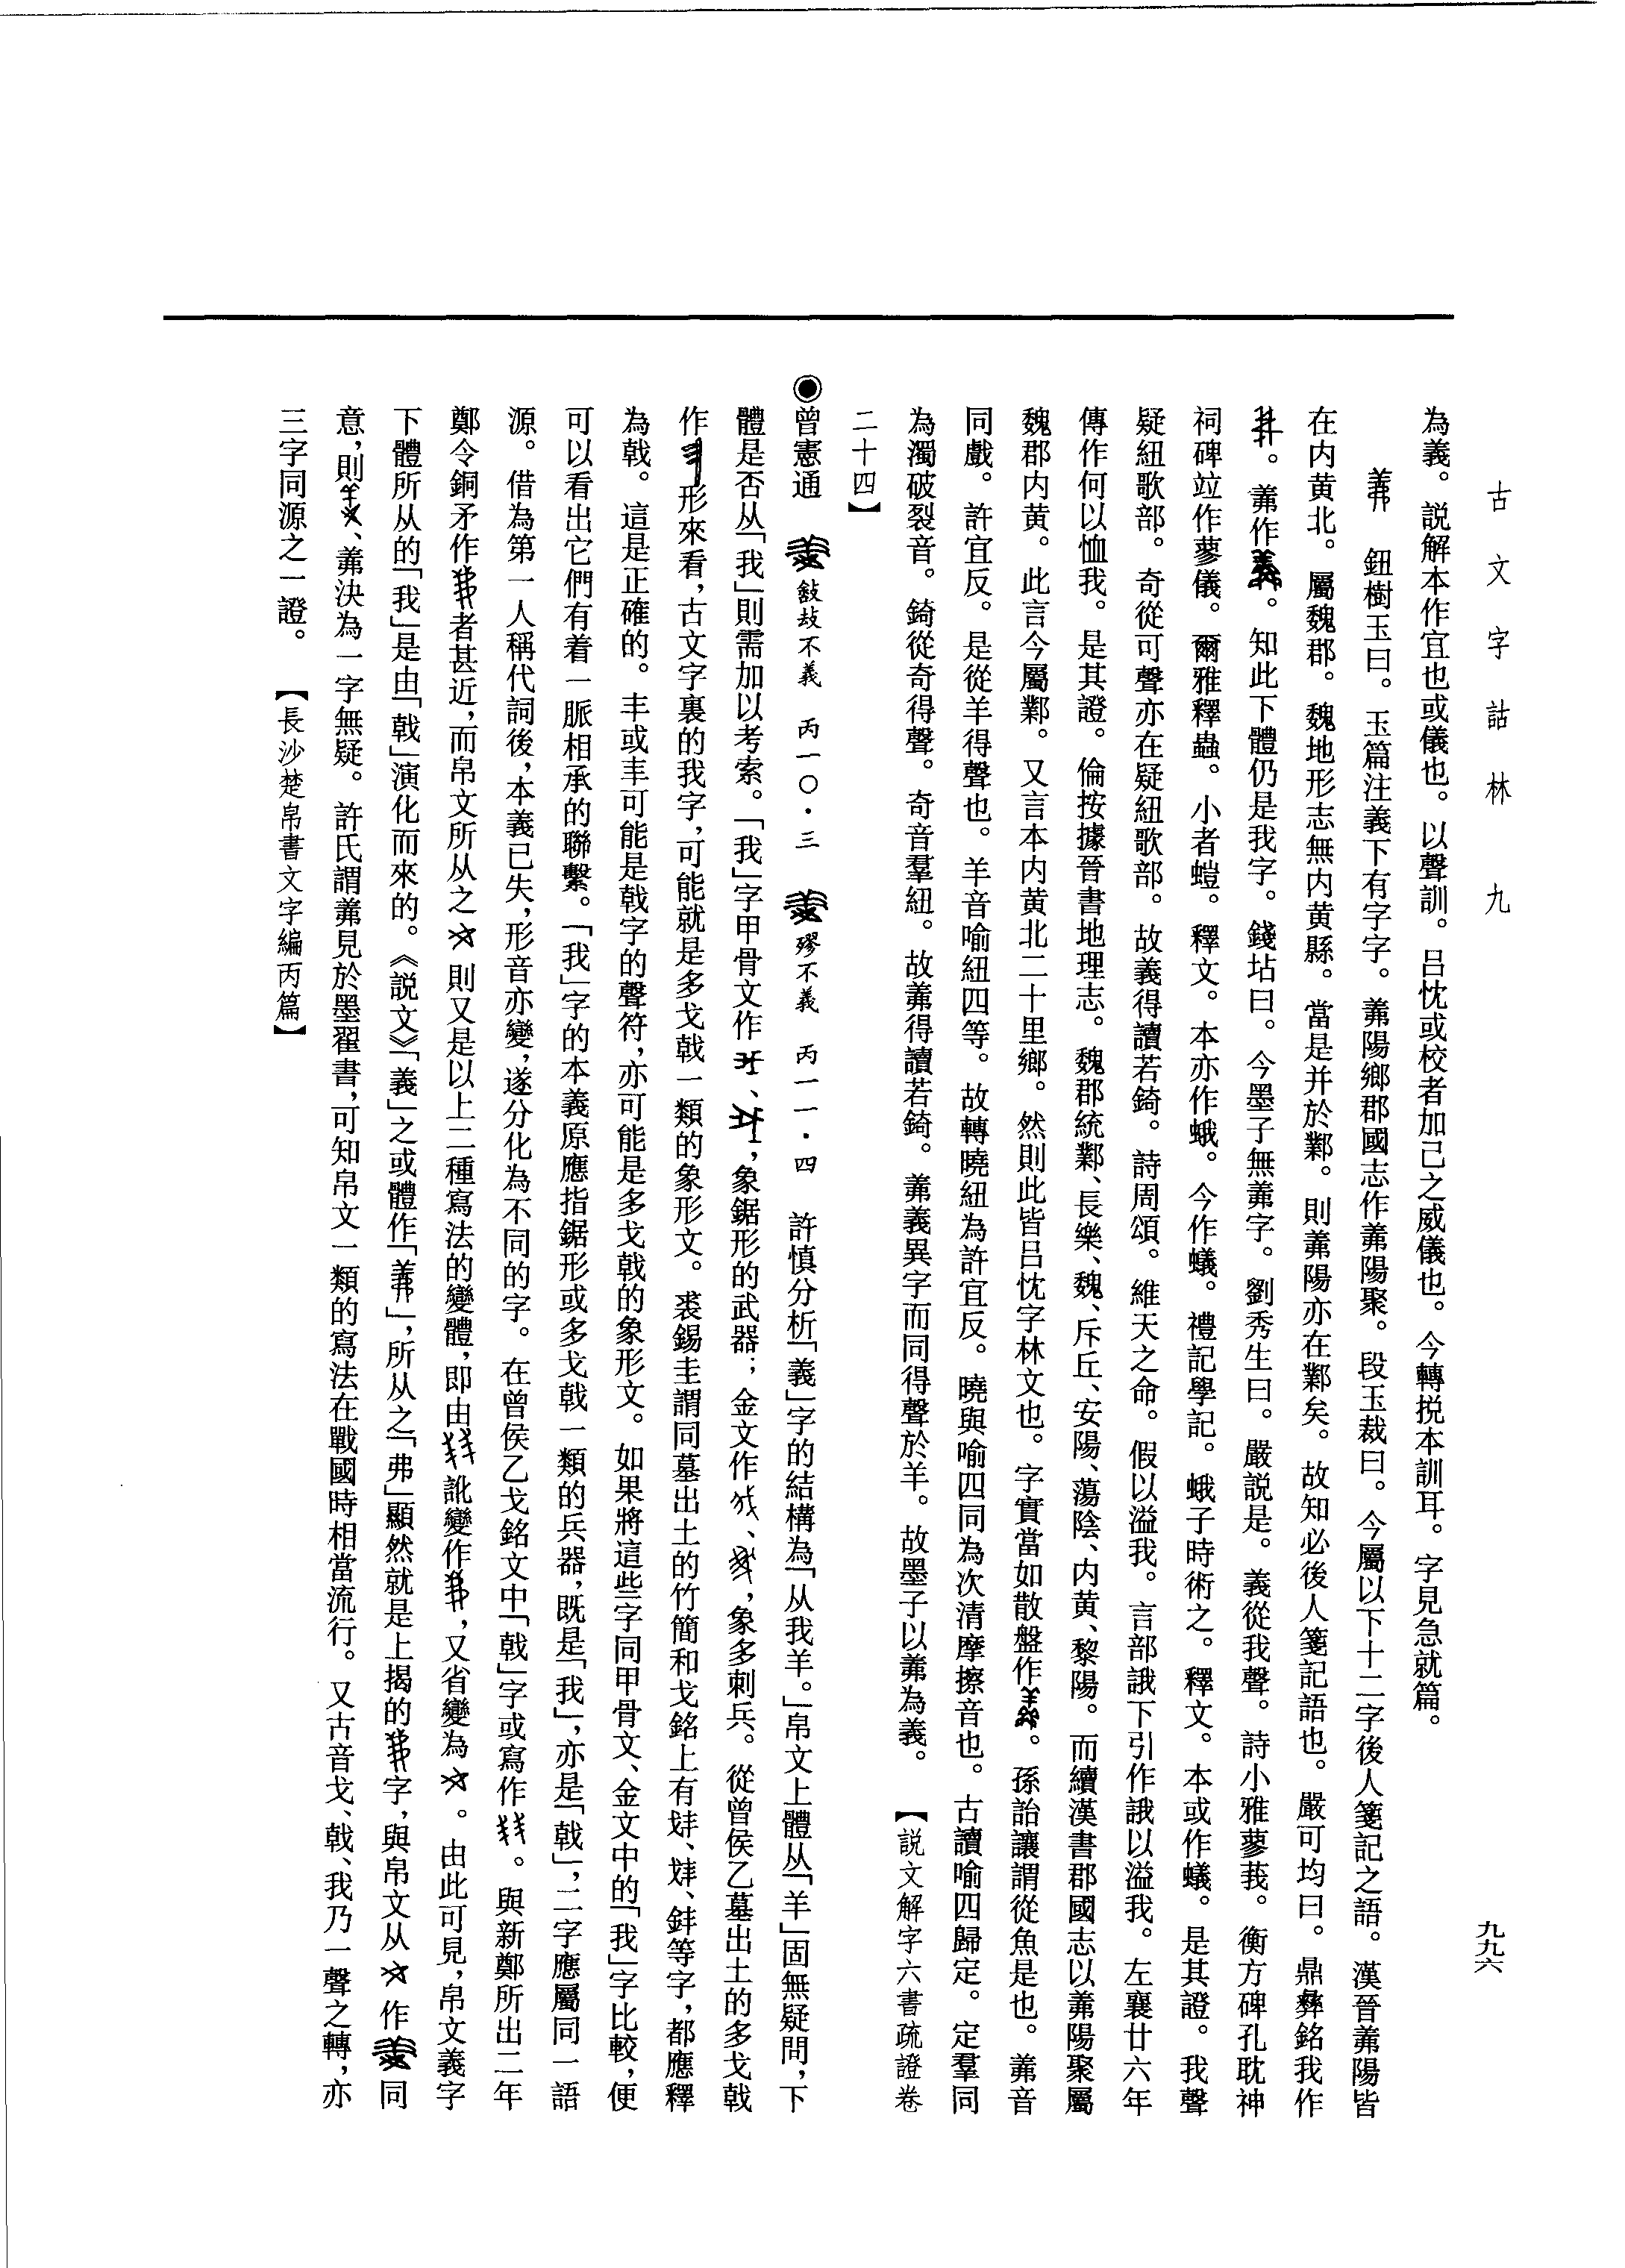 古文字詁林 九
九九六
為義。説解本作宜也或儀也。以聲訓。呂忱或校者加己之威儀也。今轉挩本訓耳。字見急就篇。
羛 鈕樹玉曰。玉篇注義下有字字。羛陽鄉郡國志作羛陽聚。段玉裁曰。今屬以下十二字後人箋記之語。漢晉羛陽皆
在内黄北。屬魏郡。魏地形志無内黄縣。當是并於鄴。則羛陽亦在鄴矣。故知必後人箋記語也。嚴可均曰。鼎彝銘我作
。羛作。知此下體仍是我字。錢坫曰。今墨子無羛字。劉秀生曰。嚴説是。義從我聲。詩小雅蓼莪。衡方碑孔耽神
祠碑竝作蓼儀。爾雅釋蟲。小者螘。釋文。本亦作蛾。今作蟻。禮記學記。蛾子時術之。釋文。本或作蟻。是其證。我聲
疑紐歌部。奇從可聲亦在疑紐歌部。故義得讀若錡。詩周頌。維天之命。假以溢我。言部誐下引作誐以溢我。左襄廿六年
傳作何以恤我。是其證。倫按據晉書地理志。魏郡統鄴、長樂、魏、斥丘、安陽、蕩陰、内黄、黎陽。而續漢書郡國志以羛陽聚屬
魏郡内黄。此言今屬鄴。又言本内黄北二十里鄉。然則此皆呂忱字林文也。字實當如散盤作。孫詒讓謂從魚是也。羛音
同戲。許宜反。是從羊得聲也。羊音喻紐四等。故轉曉紐為許宜反。曉與喻四同為次清摩擦音也。古讀喻四歸定。定羣同
為濁破裂音。錡從奇得聲。奇音羣紐。故羛得讀若錡。羛義異字而同得聲於羊。故墨子以羛為義。 【説文解字六書疏證卷
二十四】
◉曾憲通 㪣攱不義 丙一〇·三 殬不義 丙一一·四 許慎分析「義」字的結構為「从我羊。」帛文上體从「羊」固無疑問，下
體是否从「我」則需加以考索。「我」字甲骨文作、，象鋸形的武器；金文作、，象多刺兵。從曾侯乙墓出土的多戈戟
作形來看，古文字裏的我字，可能就是多戈戟一類的象形文。裘錫圭謂同墓出土的竹簡和戈銘上有、、等字，都應釋
為戟。這是正確的。丰或丯可能是戟字的聲符，亦可能是多戈戟的象形文。如果將這些字同甲骨文、金文中的「我」字比較，便
可以看出它們有着一脈相承的聯繫。「我」字的本義原應指鋸形或多戈戟一類的兵器，既是「我」，亦是「戟」，二字應屬同一語
源。借為第一人稱代詞後，本義已失，形音亦變，遂分化為不同的字。在曾侯乙戈銘文中「戟」字或寫作。與新鄭所出二年
鄭令銅矛作者甚近，而帛文所从之則又是以上二種寫法的變體，即由訛變作，又省變為。由此可見，帛文義字
下體所从的「我」是由「戟」演化而來的。《説文》「義」之或體作「羛」，所从之「弗」顯然就是上揭的字，與帛文从作同
意，則、羛決為一字無疑。許氏謂羛見於墨翟書，可知帛文一類的寫法在戰國時相當流行。又古音戈、戟、我乃一聲之轉，亦
三字同源之一證。 【長沙楚帛書文字編丙篇】